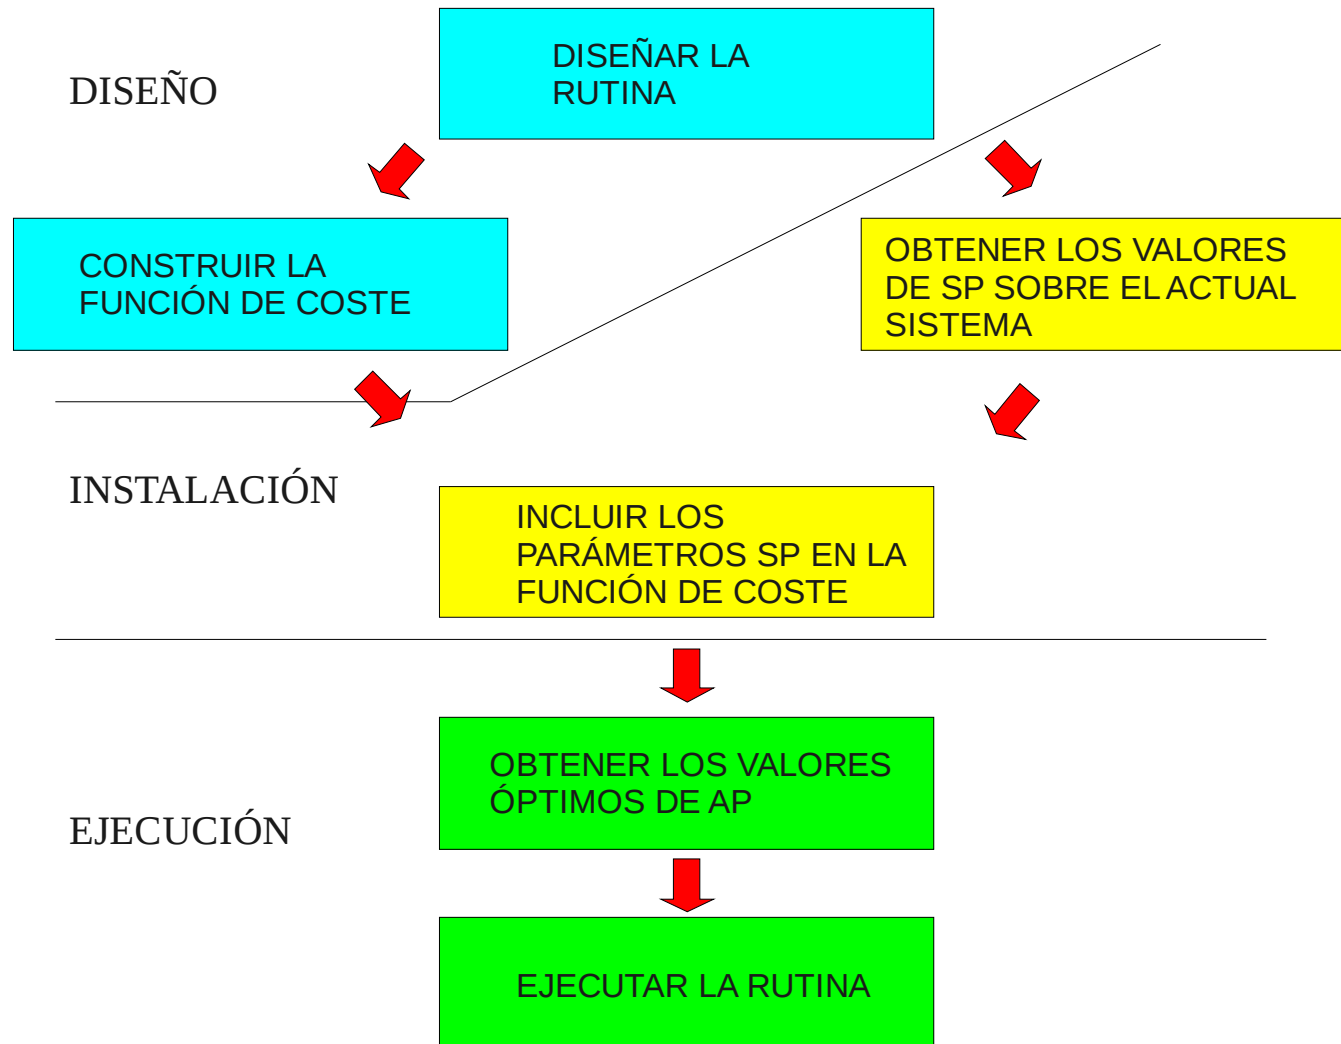 DISEÑO
DISEÑAR LA
RUTINA
CONSTRUIR LA
FUNCIÓN DE COSTE
OBTENER LOS VALORES
DE SP SOBRE EL ACTUAL
SISTEMA
INSTALACIÓN
INCLUIR LOS
PARÁMETROS SP EN LA
FUNCIÓN DE COSTE
EJECUCIÓN
OBTENER LOS VALORES
ÓPTIMOS DE AP
EJECUTAR LA RUTINA